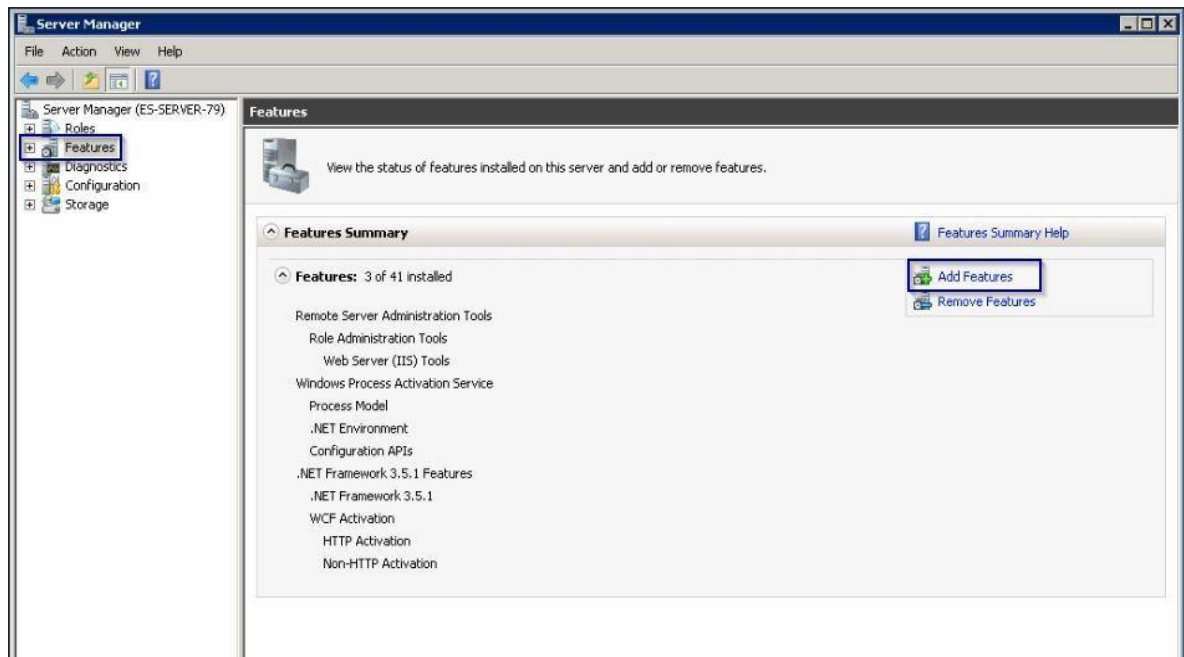 Server Manager
File Action View Help
Server Manager (ES-SERVER-79)
Roles
Features
Diagnostics
Configuration
Storage
Features
View the status of features installed on this server and add or remove features.
Features Summary
Features Summary Help
Features: 3 of 41 installed
Add Features
Remove Features
Remote Server Administration Tools
Role Administration Tools
Web Server (IIS) Tools
Windows Process Activation Service
Process Model
.NET Environment
Configuration APIs
.NET Framework 3.5.1 Features
.NET Framework 3.5.1
WCF Activation
HTTP Activation
Non-HTTP Activation